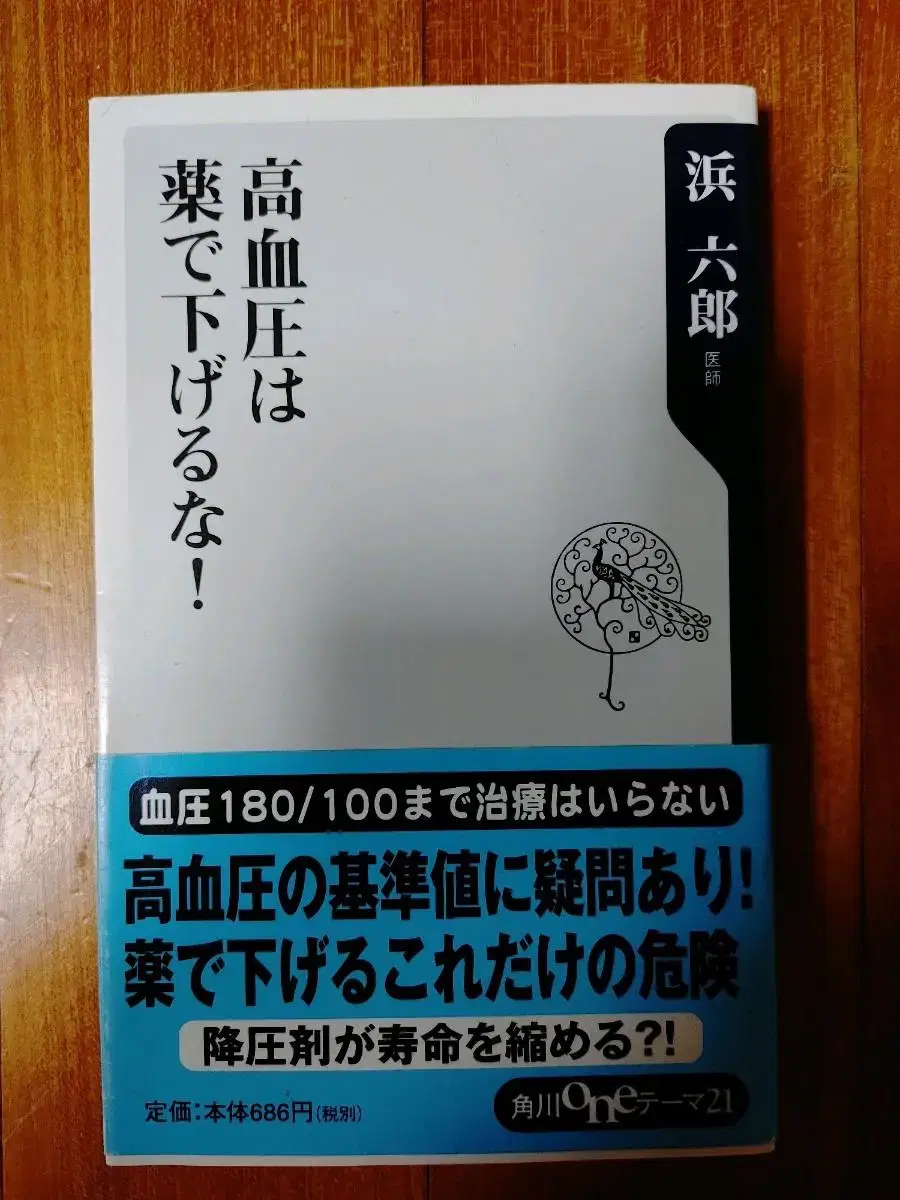 高血圧は
薬で下げるな！
浜 六郎
医師
血圧180/100まで治療はいらない
高血圧の基準値に疑問あり!
薬で下げるこれだけの危険
降圧剤が寿命を縮める?!
定価：本体686円(税別)
角川oneテーマ21